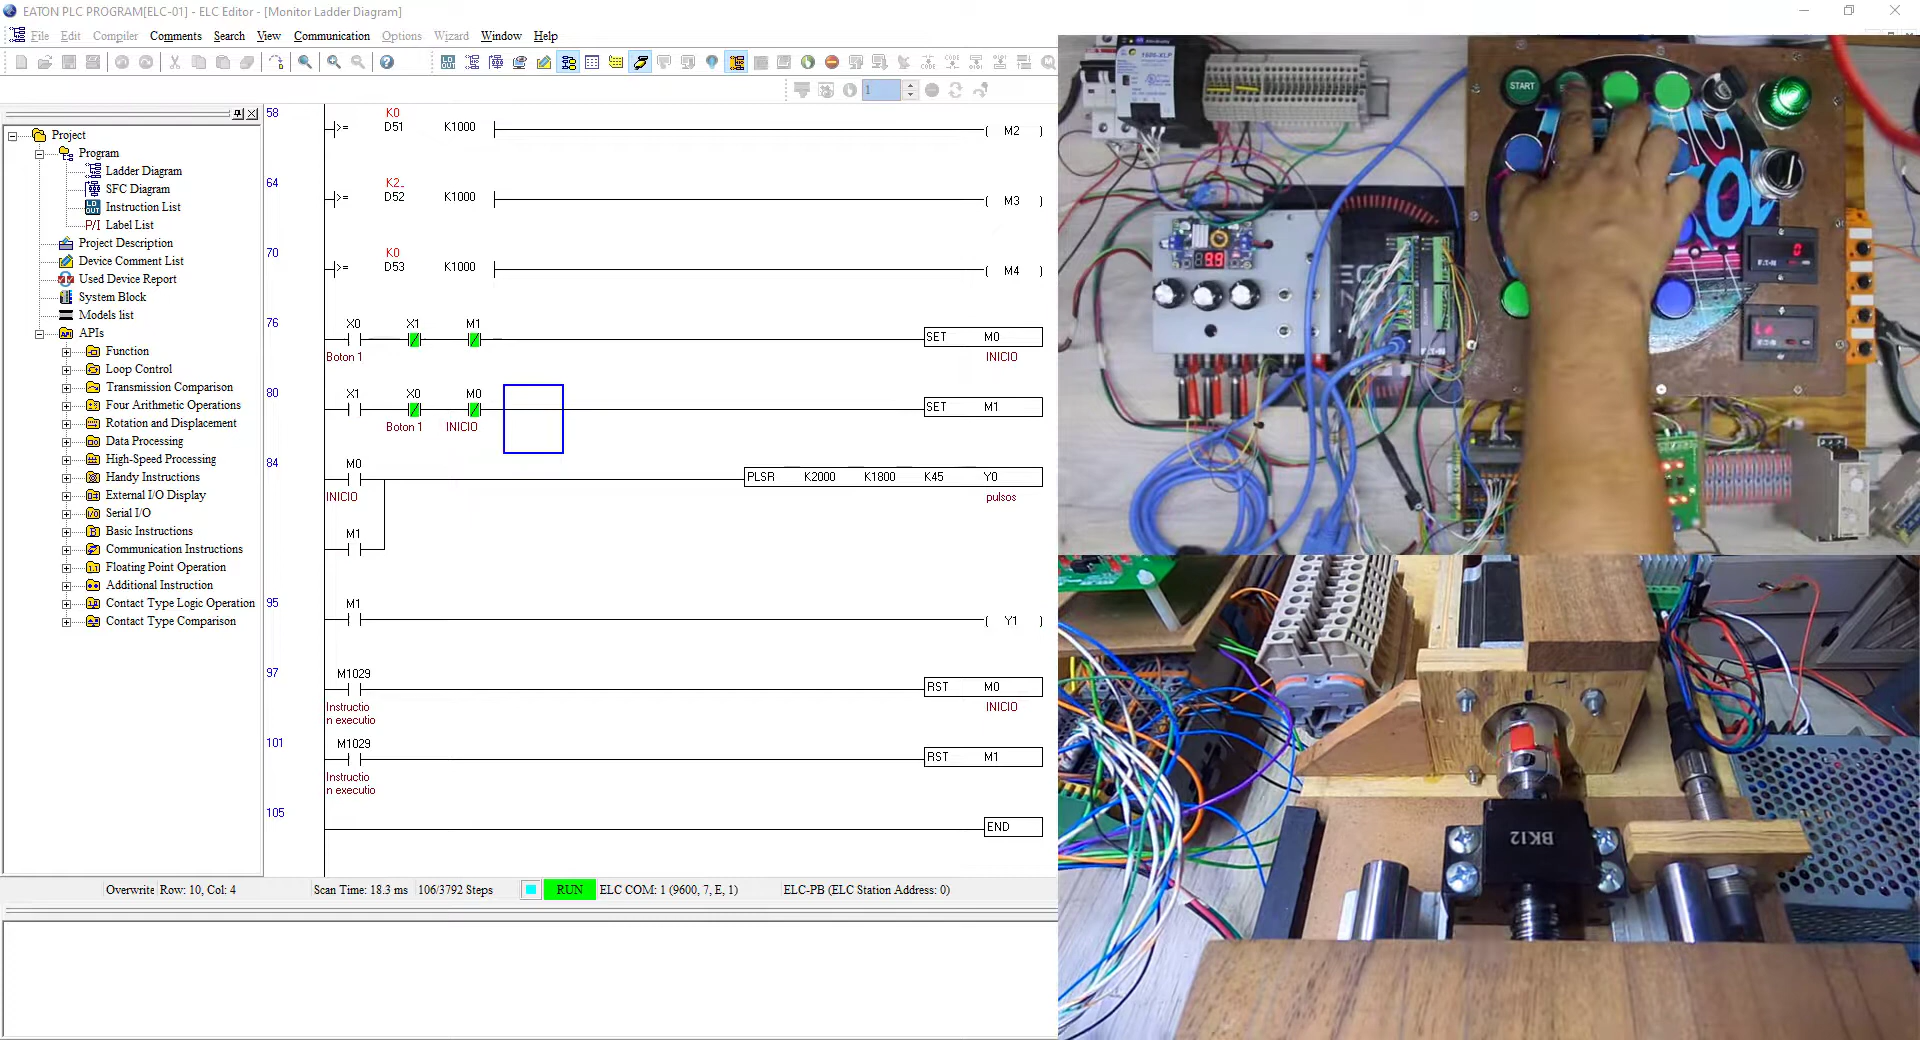 EATON PLC PROGRAM[ELC-01] - ELC Editor - [Monitor Ladder Diagram]
File Edit Compiler Comments Search View Communication Options Wizard Window Help
1
Project
Program
Ladder Diagram
SFC Diagram
Instruction List
P/I Label List
Project Description
Device Comment List
Used Device Report
System Block
Models list
APIs
Function
Loop Control
Transmission Comparison
Four Arithmetic Operations
Rotation and Displacement
Data Processing
High-Speed Processing
Handy Instructions
External I/O Display
Serial I/O
Basic Instructions
Communication Instructions
Floating Point Operation
Additional Instruction
Contact Type Logic Operation
Contact Type Comparison
58
K0
>= D51 K1000 ( M2 )
64
K2_
>= D52 K1000 ( M3 )
70
K0
>= D53 K1000 ( M4 )
76
X0 X1 M1
SET M0
Boton 1 INICIO
80
X1 X0 M0
SET M1
Boton 1 INICIO
84
M0
PLSR K2000 K1800 K45 Y0
INICIO pulsos
M1
95
M1
( Y1 )
97
M1029
RST M0
Instructio INICIO
n executio
101
M1029
RST M1
Instructio
n executio
105
END
Overwrite Row: 10, Col: 4 Scan Time: 18.3 ms 106/3792 Steps RUN ELC COM: 1 (9600, 7, E, 1) ELC-PB (ELC Station Address: 0)
START
BK12